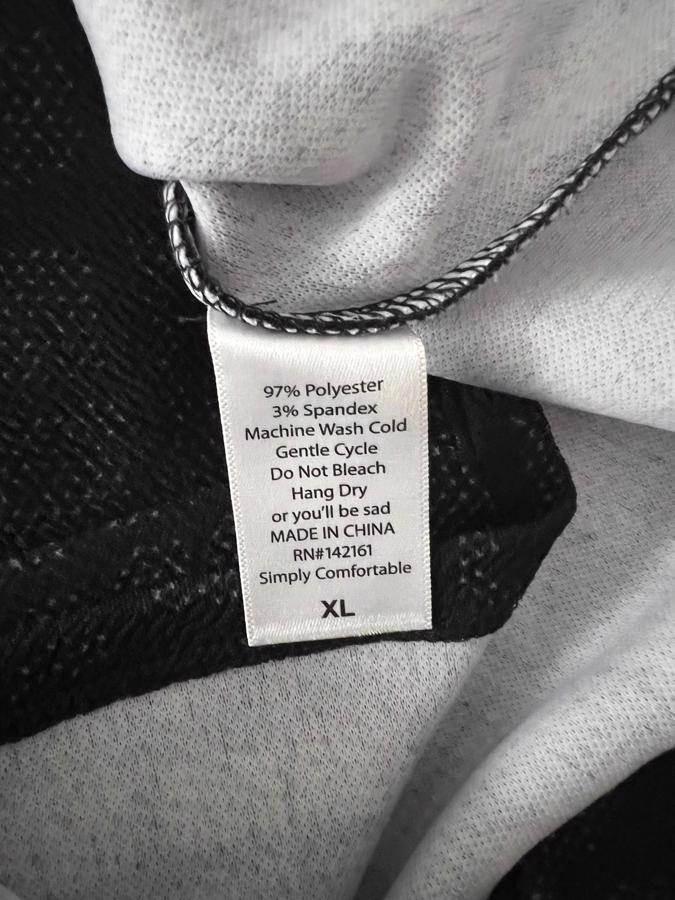 97% Polyester
3% Spandex
Machine Wash Cold
Gentle Cycle
Do Not Bleach
Hang Dry
or you'll be sad
MADE IN CHINA
RN#142161
Simply Comfortable
XL